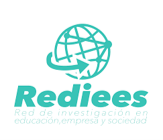 Rediees
Red de investigación en
educación,empresa y sociedad